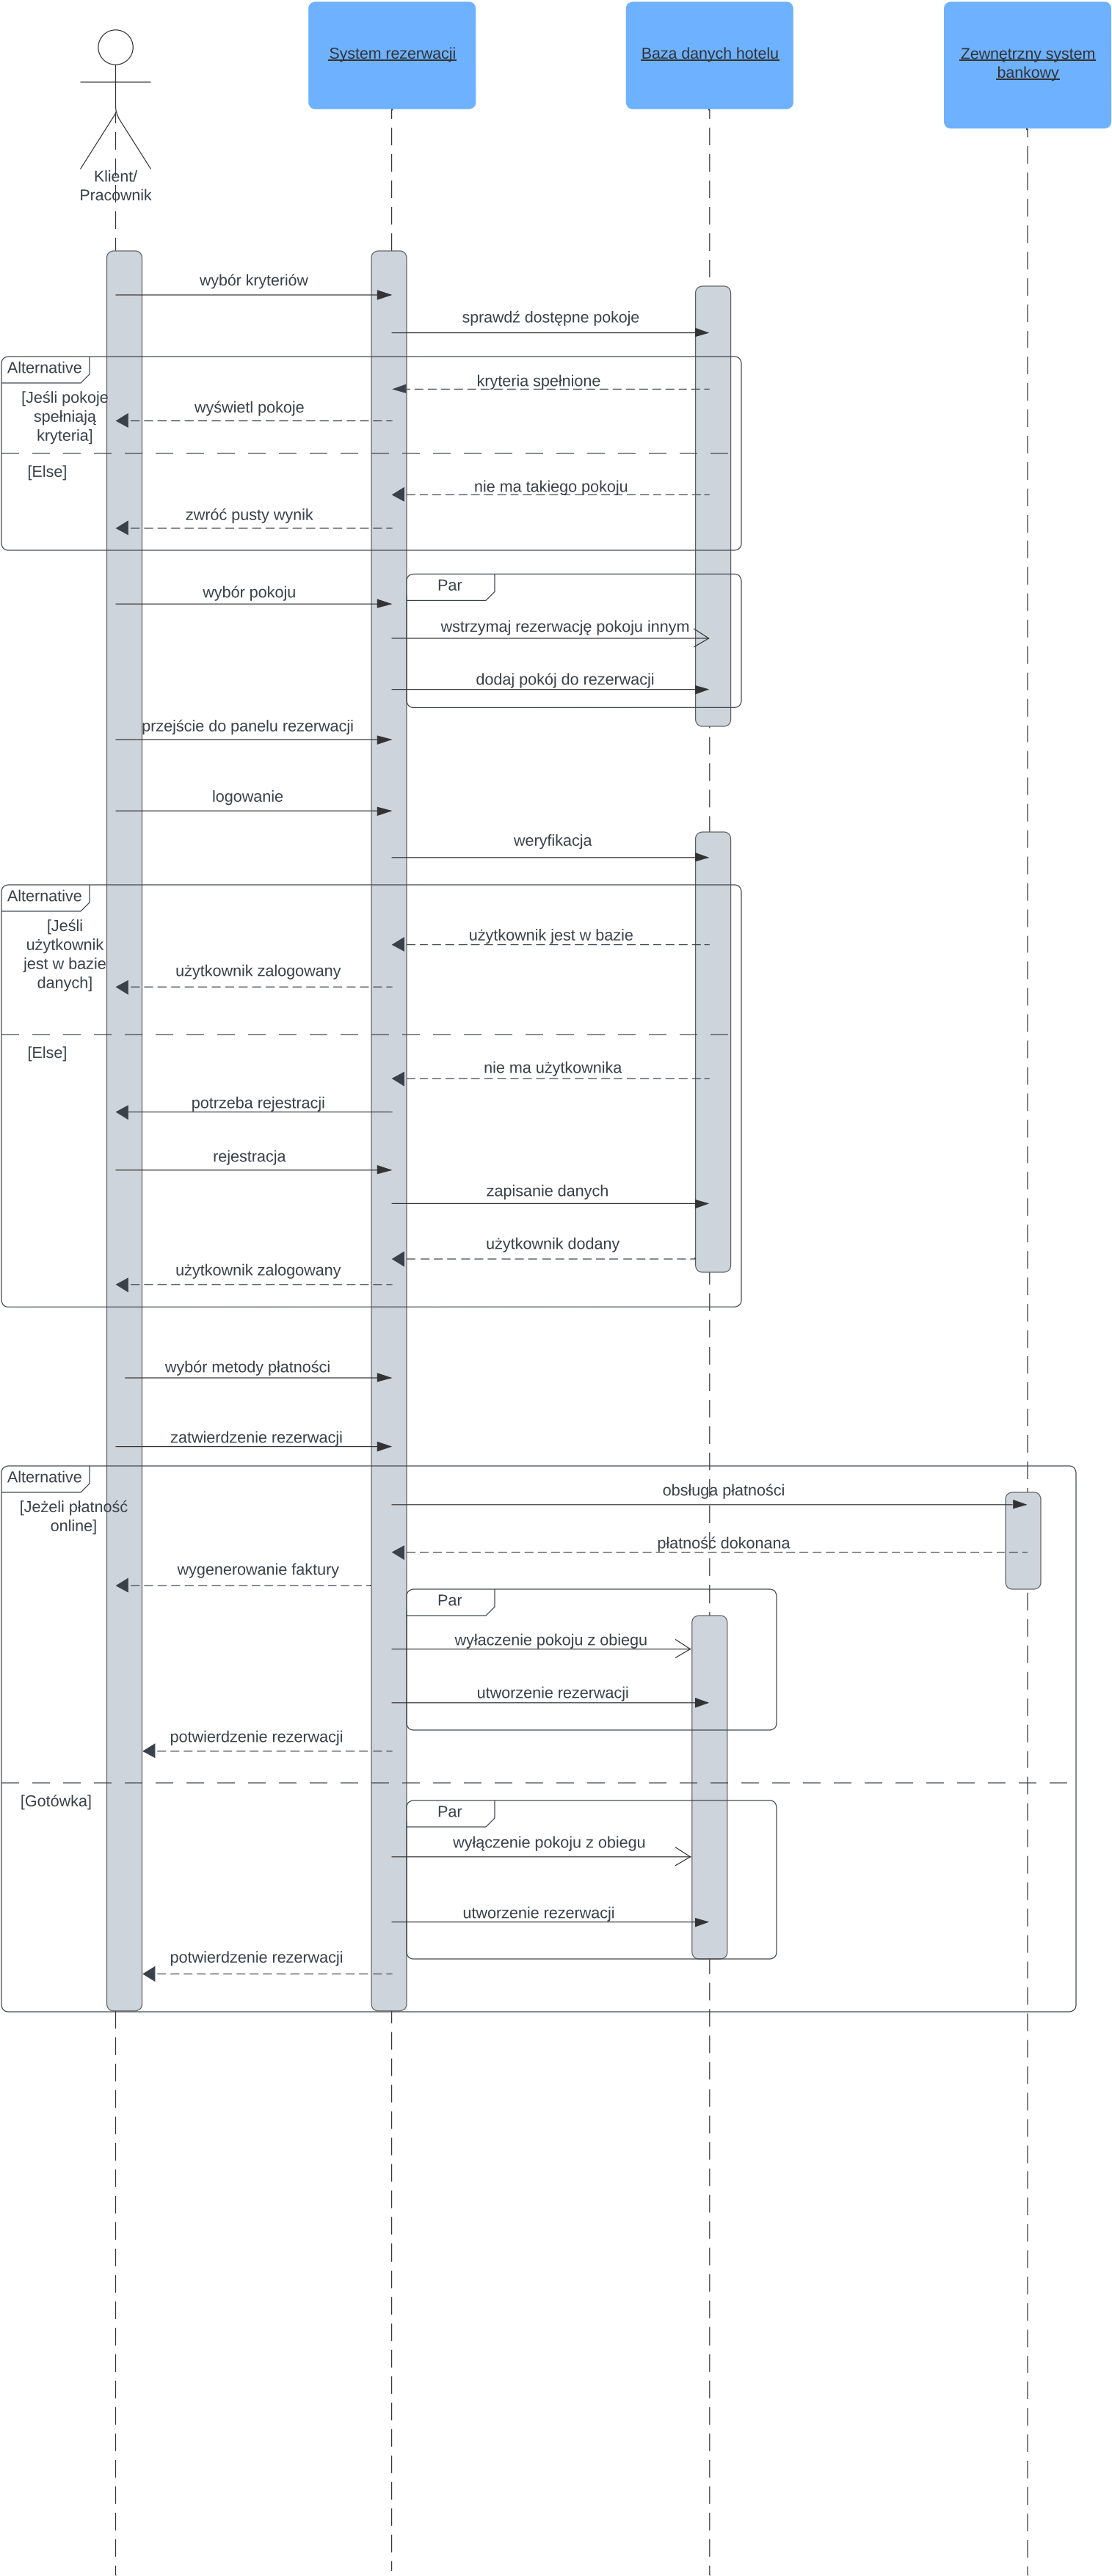 System rezerwacji
Baza danych hotelu
Zewnętrzny system
bankowy
Klient/
Pracownik
wybór kryteriów
sprawdź dostępne pokoje
Alternative
kryteria spełnione
[Jeśli pokoje
spełniają
kryteria]
wyświetl pokoje
[Else]
nie ma takiego pokoju
zwróć pusty wynik
Par
wybór pokoju
wstrzymaj rezerwację pokoju innym
dodaj pokój do rezerwacji
przejście do panelu rezerwacji
logowanie
weryfikacja
Alternative
[Jeśli
użytkownik
jest w bazie
danych]
użytkownik jest w bazie
użytkownik zalogowany
[Else]
nie ma użytkownika
potrzeba rejestracji
rejestracja
zapisanie danych
użytkownik dodany
użytkownik zalogowany
wybór metody płatności
zatwierdzenie rezerwacji
Alternative
obsługa płatności
[Jeżeli płatność
online]
płatność dokonana
wygenerowanie faktury
Par
wyłaczenie pokoju z obiegu
utworzenie rezerwacji
potwierdzenie rezerwacji
[Gotówka]
Par
wyłączenie pokoju z obiegu
utworzenie rezerwacji
potwierdzenie rezerwacji